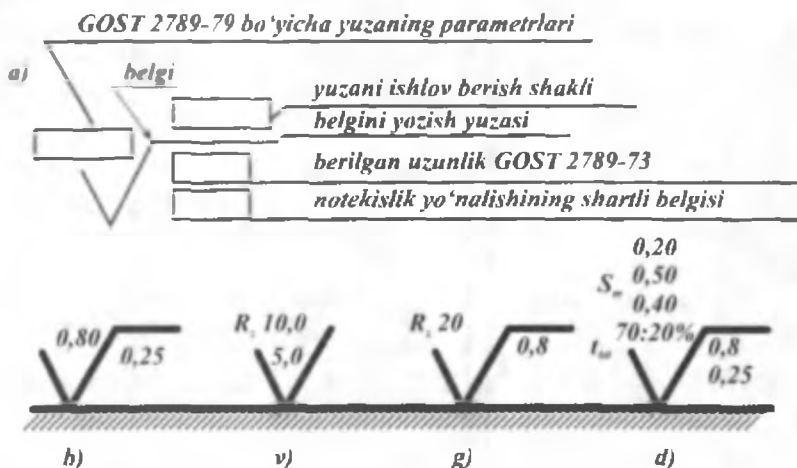 GOST 2789-79 bo‘yicha yuzaning parametrlari
a)
belgi
yuzani ishlov berish shakli
belgini yozish yuzasi
berilgan uzunlik GOST 2789-73
notekislik yo‘nalishining shartli belgisi
0,80
0,25
R 10,0
5,0
R 20
0,8
0,20
S 0,50
0,40
t 70:20%
0,8
0,25
b) v) g) d)